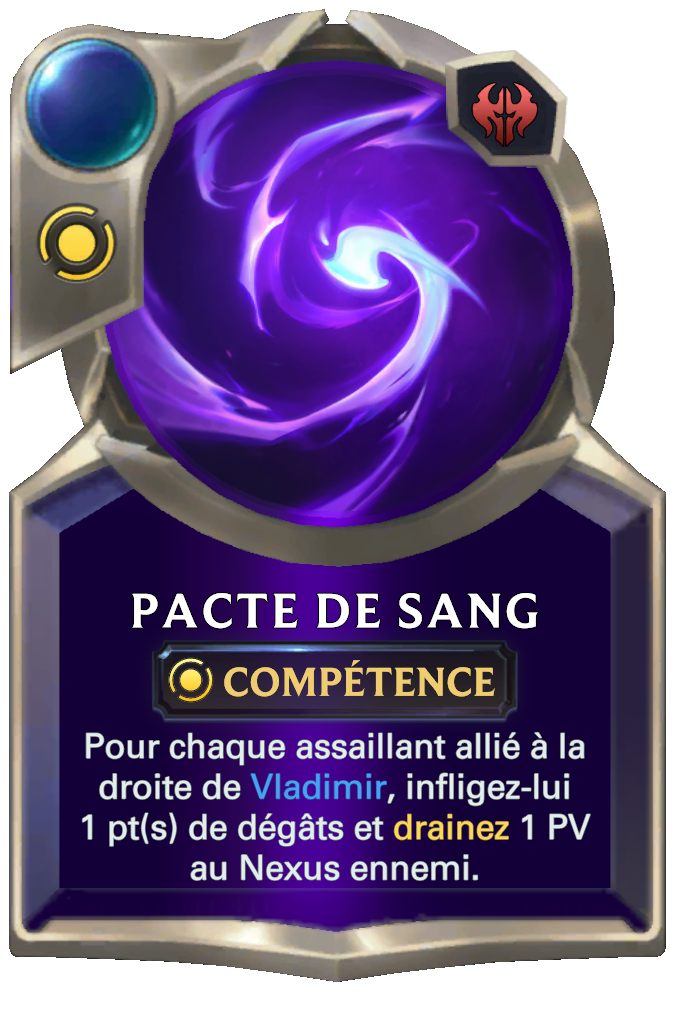 PACTE DE SANG
COMPÉTENCE
Pour chaque assaillant allié à la
droite de Vladimir, infligez-lui
1 pt(s) de dégâts et drainez 1 PV
au Nexus ennemi.